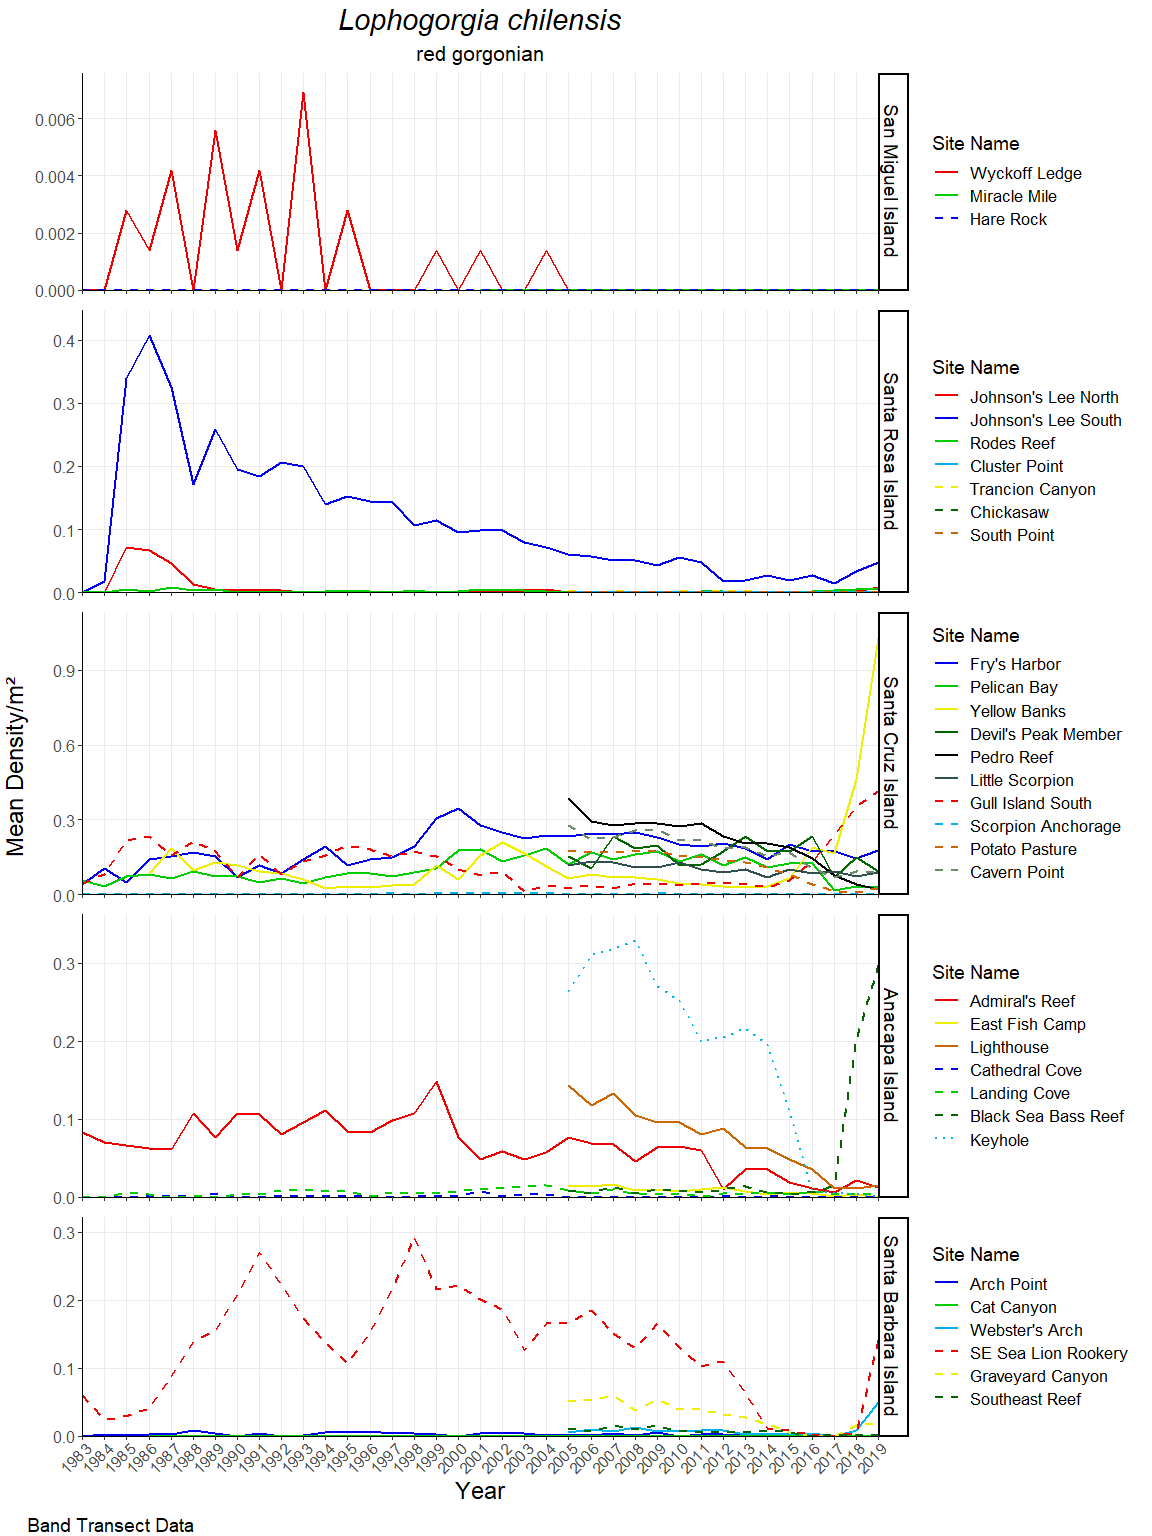 Lophogorgia chilensis
red gorgonian
Mean Density/m²
0.006
0.004
0.002
0.000
San Miguel Island
Site Name
Wyckoff Ledge
Miracle Mile
Hare Rock
0.4
0.3
0.2
0.1
0.0
Santa Rosa Island
Site Name
Johnson's Lee North
Johnson's Lee South
Rodes Reef
Cluster Point
Trancion Canyon
Chickasaw
South Point
0.9
0.6
0.3
0.0
Santa Cruz Island
Site Name
Fry's Harbor
Pelican Bay
Yellow Banks
Devil's Peak Member
Pedro Reef
Little Scorpion
Gull Island South
Scorpion Anchorage
Potato Pasture
Cavern Point
0.3
0.2
0.1
0.0
Anacapa Island
Site Name
Admiral's Reef
East Fish Camp
Lighthouse
Cathedral Cove
Landing Cove
Black Sea Bass Reef
Keyhole
0.3
0.2
0.1
0.0
Santa Barbara Island
Site Name
Arch Point
Cat Canyon
Webster's Arch
SE Sea Lion Rookery
Graveyard Canyon
Southeast Reef
1983 1984 1985 1986 1987 1988 1989 1990 1991 1992 1993 1994 1995 1996 1997 1998 1999 2000 2001 2002 2003 2004 2005 2006 2007 2008 2009 2010 2011 2012 2013 2014 2015 2016 2017 2018 2019
Year
Band Transect Data